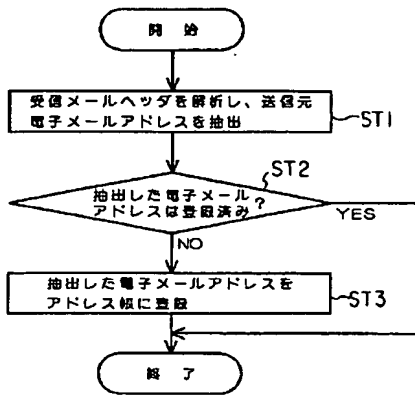 開始
受信メールヘッダを解析し、送信元
電子メールアドレスを抽出
ST1
ST2
抽出した電子メール
アドレスは登録済み?
YES
NO
抽出した電子メールアドレスを
アドレス帳に登録
ST3
終了